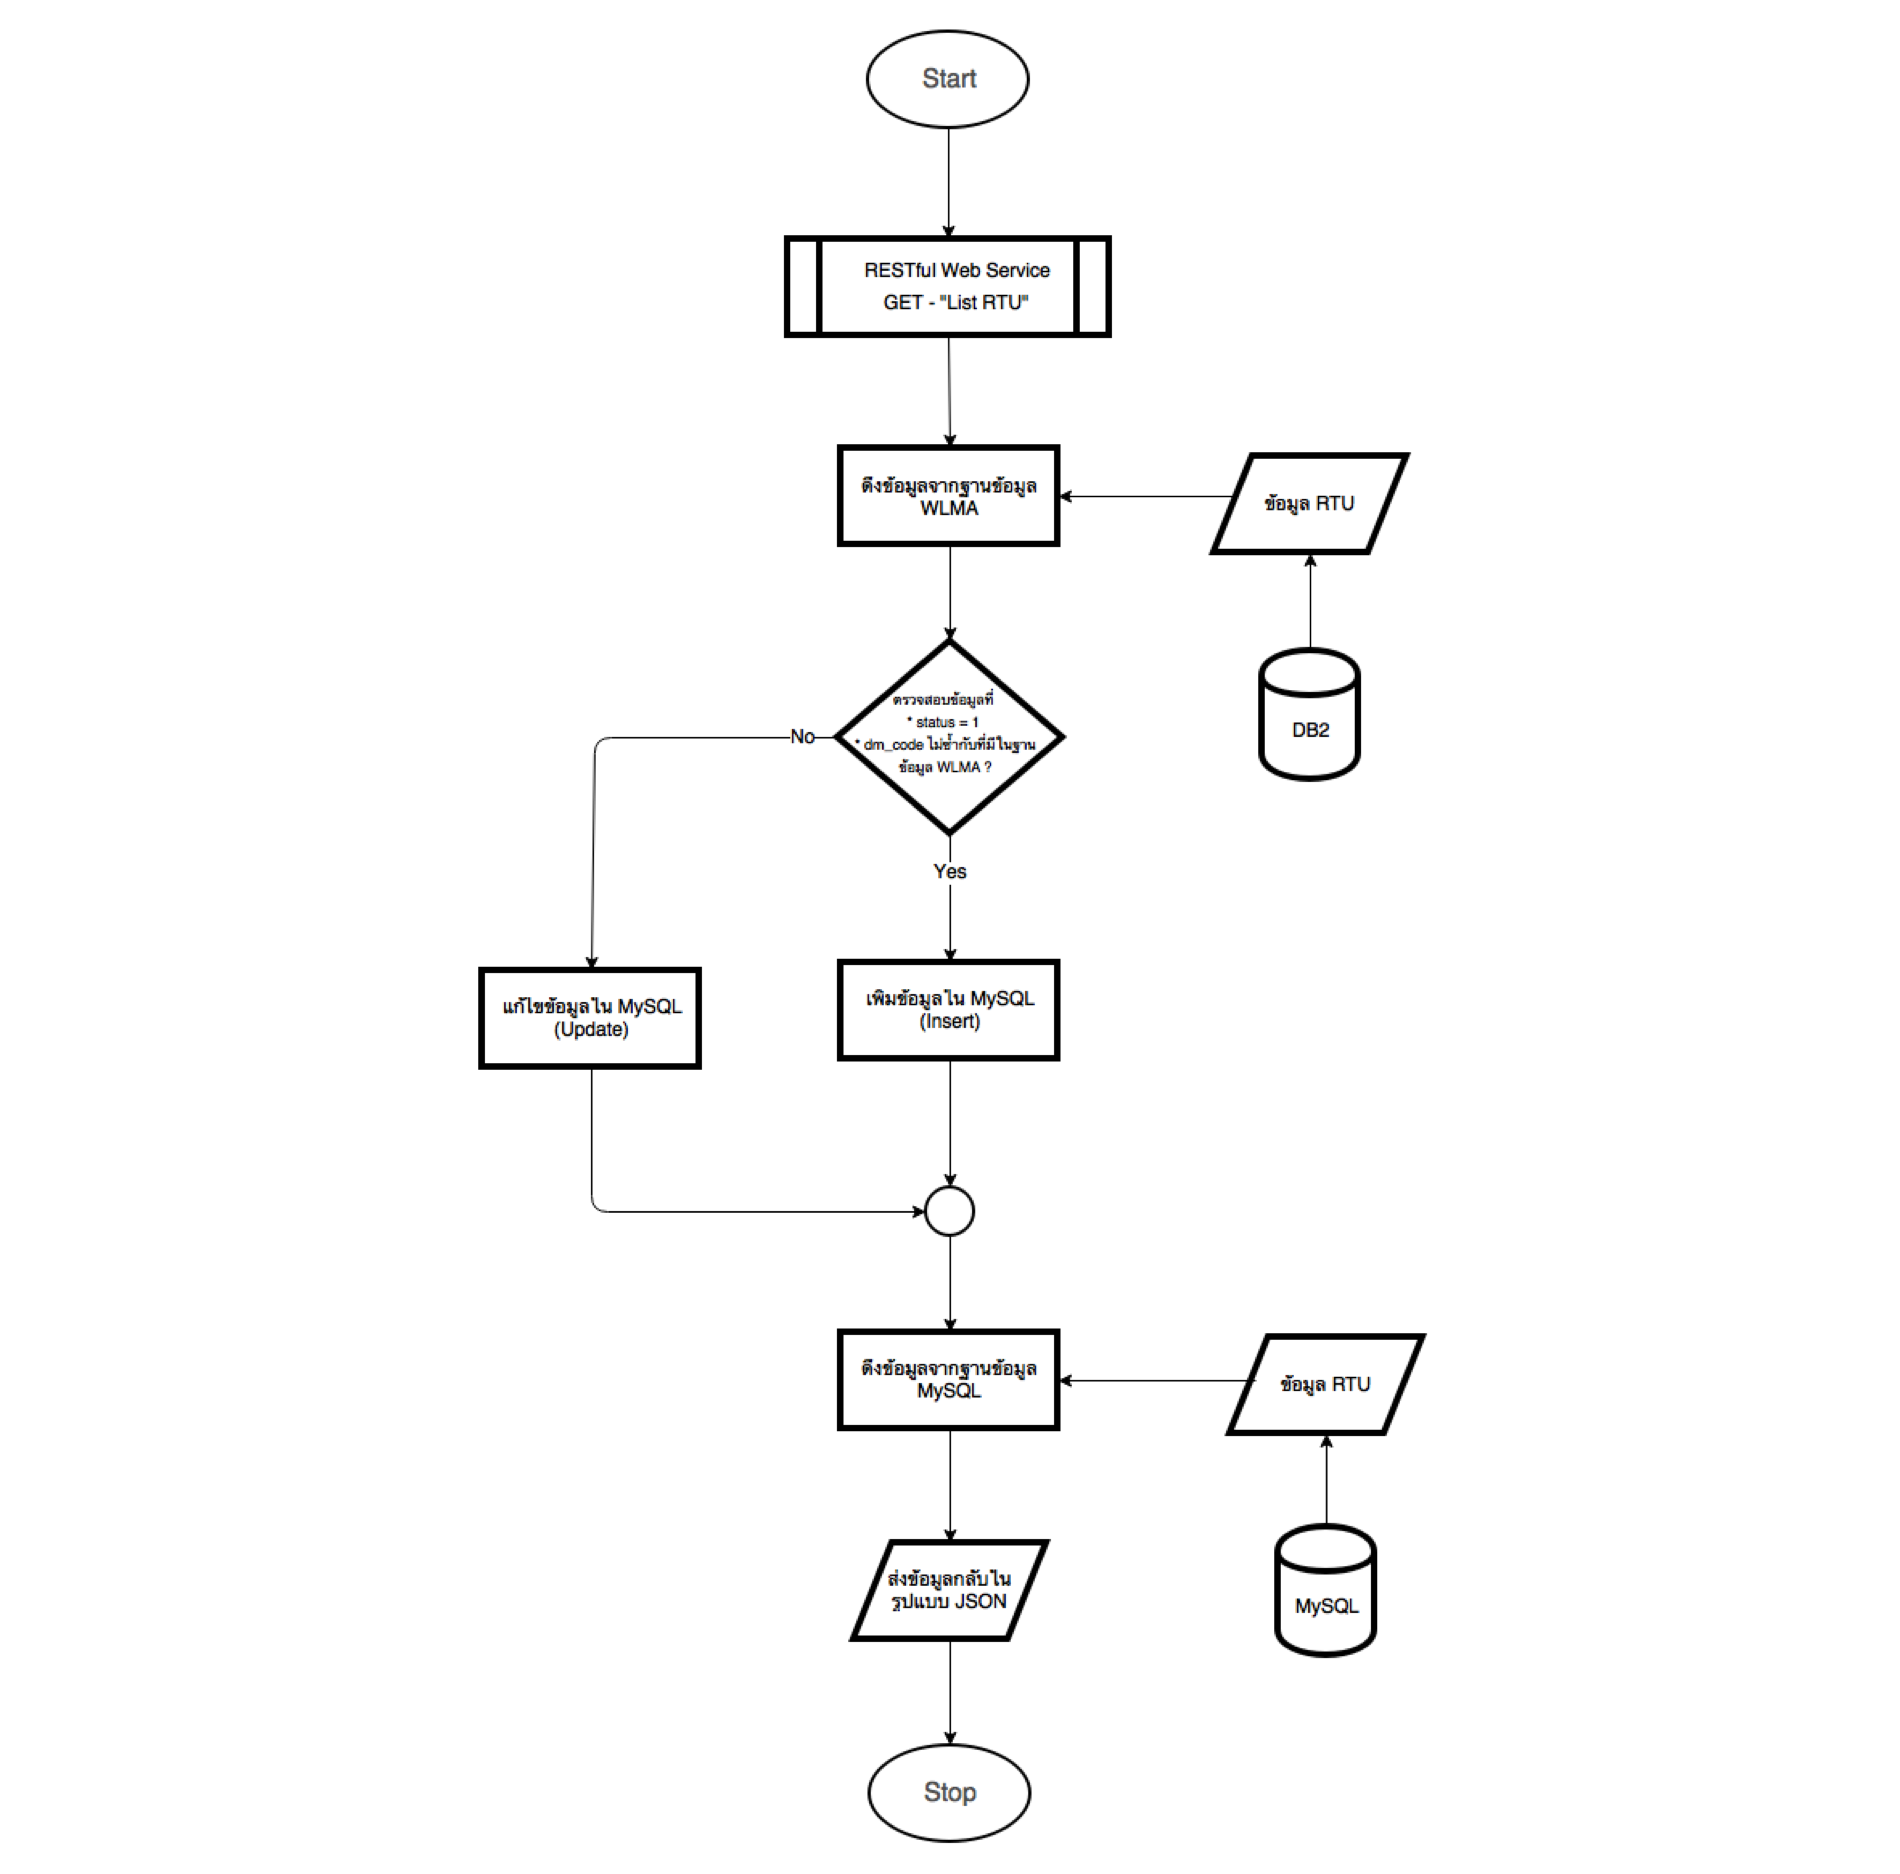 Start
RESTful Web Service
GET - "List RTU"
ดึงข้อมูลจากฐานข้อมูล
WLMA
ข้อมูล RTU
DB2
ตรวจสอบข้อมูลที่
* status = 1
* dm_code ไม่ซ้ำกับที่มีในฐาน
ข้อมูล WLMA ?
No
Yes
แก้ไขข้อมูลใน MySQL
(Update)
เพิ่มข้อมูลใน MySQL
(Insert)
ดึงข้อมูลจากฐานข้อมูล
MySQL
ข้อมูล RTU
MySQL
ส่งข้อมูลกลับใน
รูปแบบ JSON
Stop